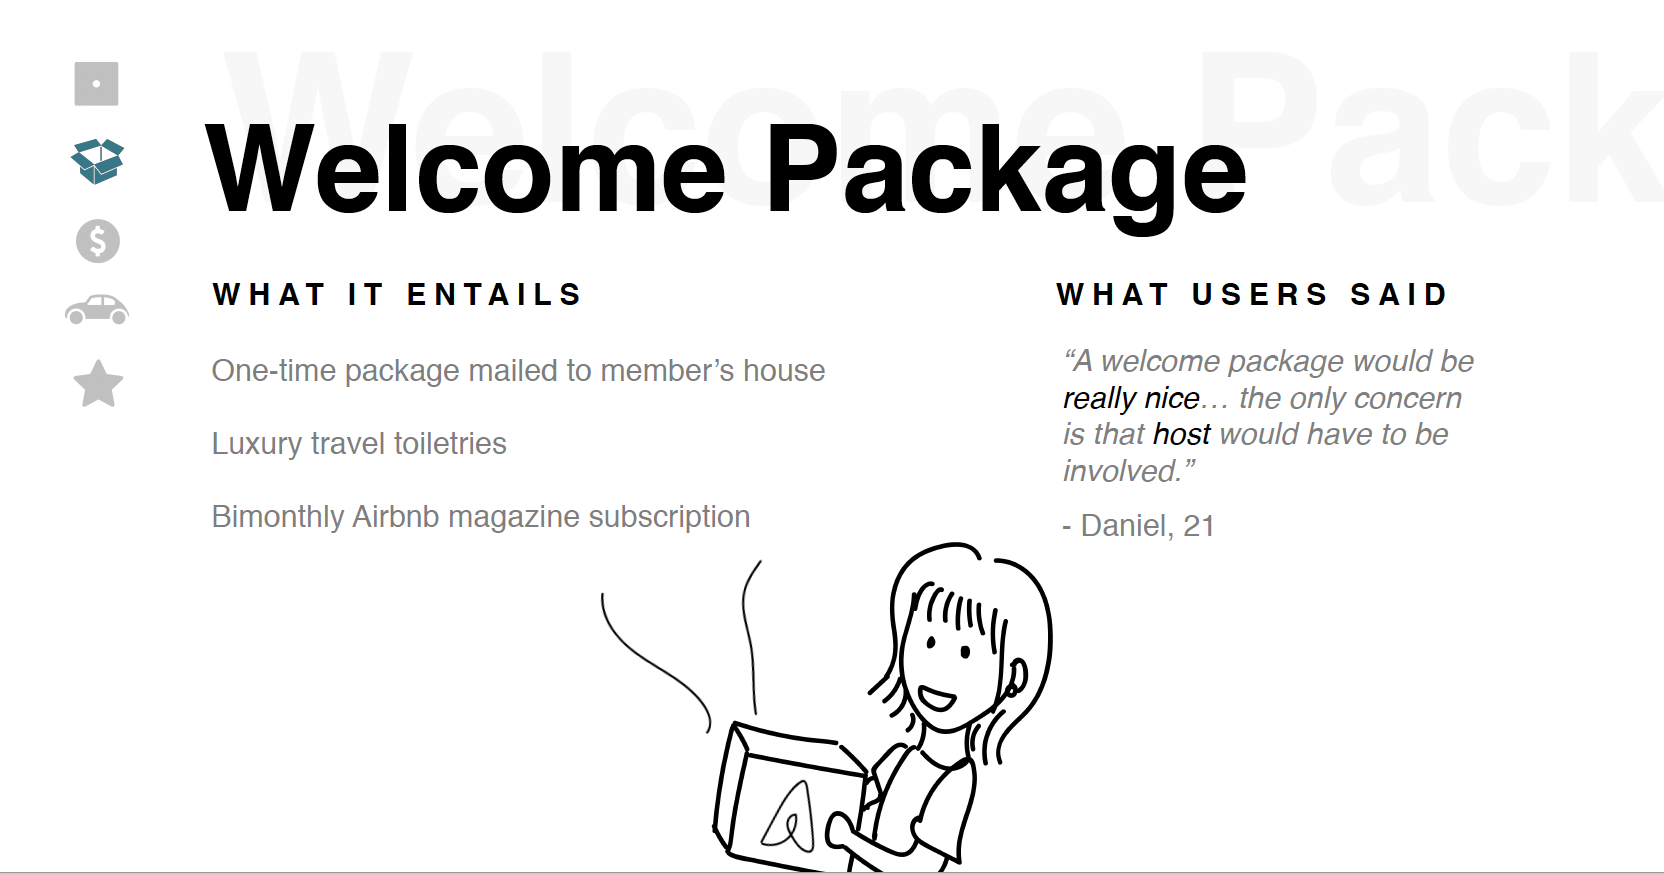 Welcome Pack
Welcome Package
WHAT IT ENTAILS
One-time package mailed to member’s house
Luxury travel toiletries
Bimonthly Airbnb magazine subscription
WHAT USERS SAID
“A welcome package would be
really nice… the only concern
is that host would have to be
involved.”
- Daniel, 21